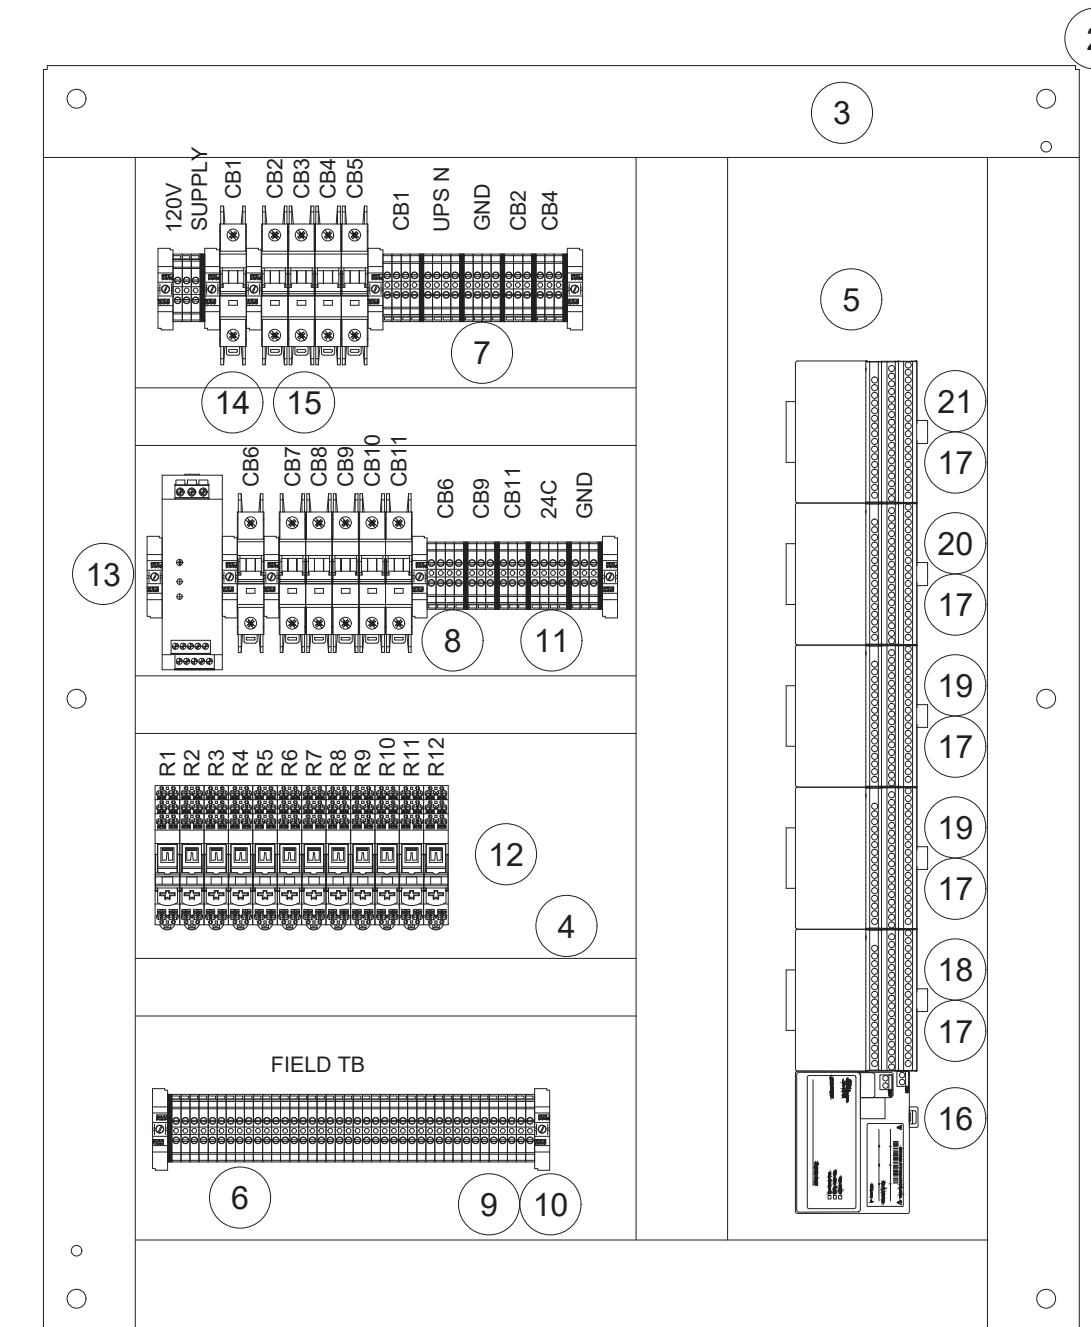 2
3
120V
SUPPLY
CB1
CB2
CB3
CB4
CB5
CB1
UPS N
GND
CB2
CB4
5
7
14
15
21
17
CB6
CB7
CB8
CB9
CB10
CB11
CB6
CB9
CB11
24C
GND
20
13
17
8
11
19
17
R1
R2
R3
R4
R5
R6
R7
R8
R9
R10
R11
R12
12
19
17
4
18
17
FIELD TB
16
6
9
10